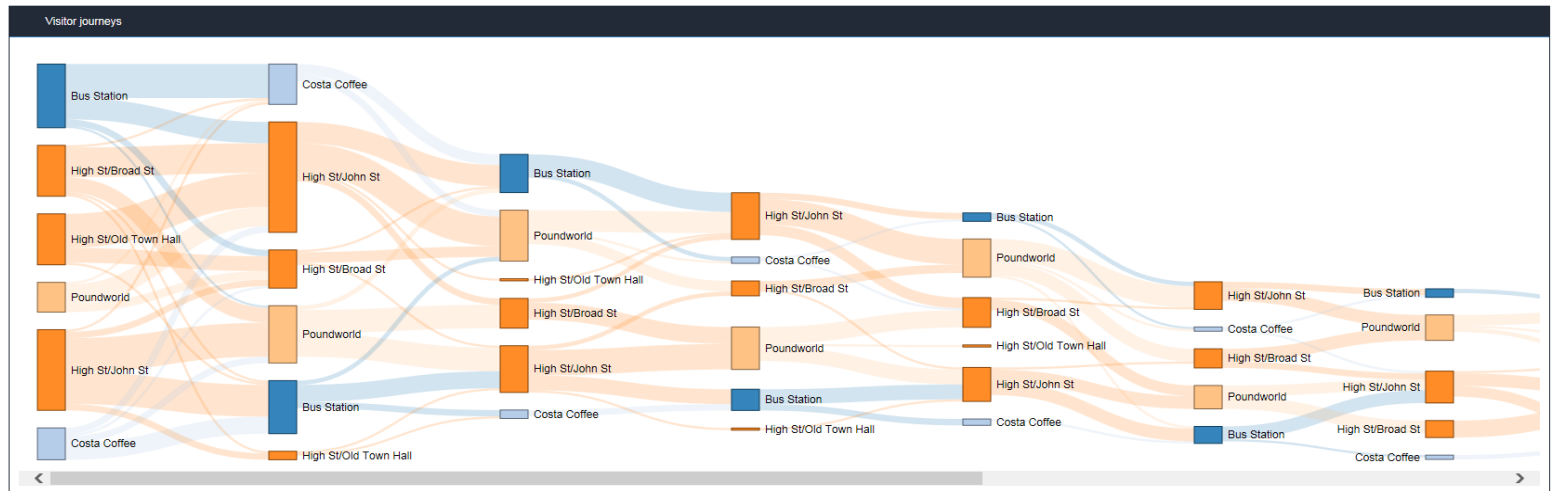 Visitor journeys
Bus Station
High St/Broad St
High St/Old Town Hall
Poundworld
High St/John St
Costa Coffee
Costa Coffee
High St/John St
High St/Broad St
Poundworld
Bus Station
High St/Old Town Hall
Bus Station
Poundworld
High St/Old Town Hall
High St/Broad St
High St/John St
Costa Coffee
High St/John St
Costa Coffee
High St/Broad St
Poundworld
Bus Station
High St/Old Town Hall
Bus Station
Poundworld
High St/Broad St
High St/Old Town Hall
High St/John St
Costa Coffee
High St/John St
Costa Coffee
High St/Broad St
Poundworld
Bus Station
Bus Station
Poundworld
High St/John St
High St/Broad St
Costa Coffee